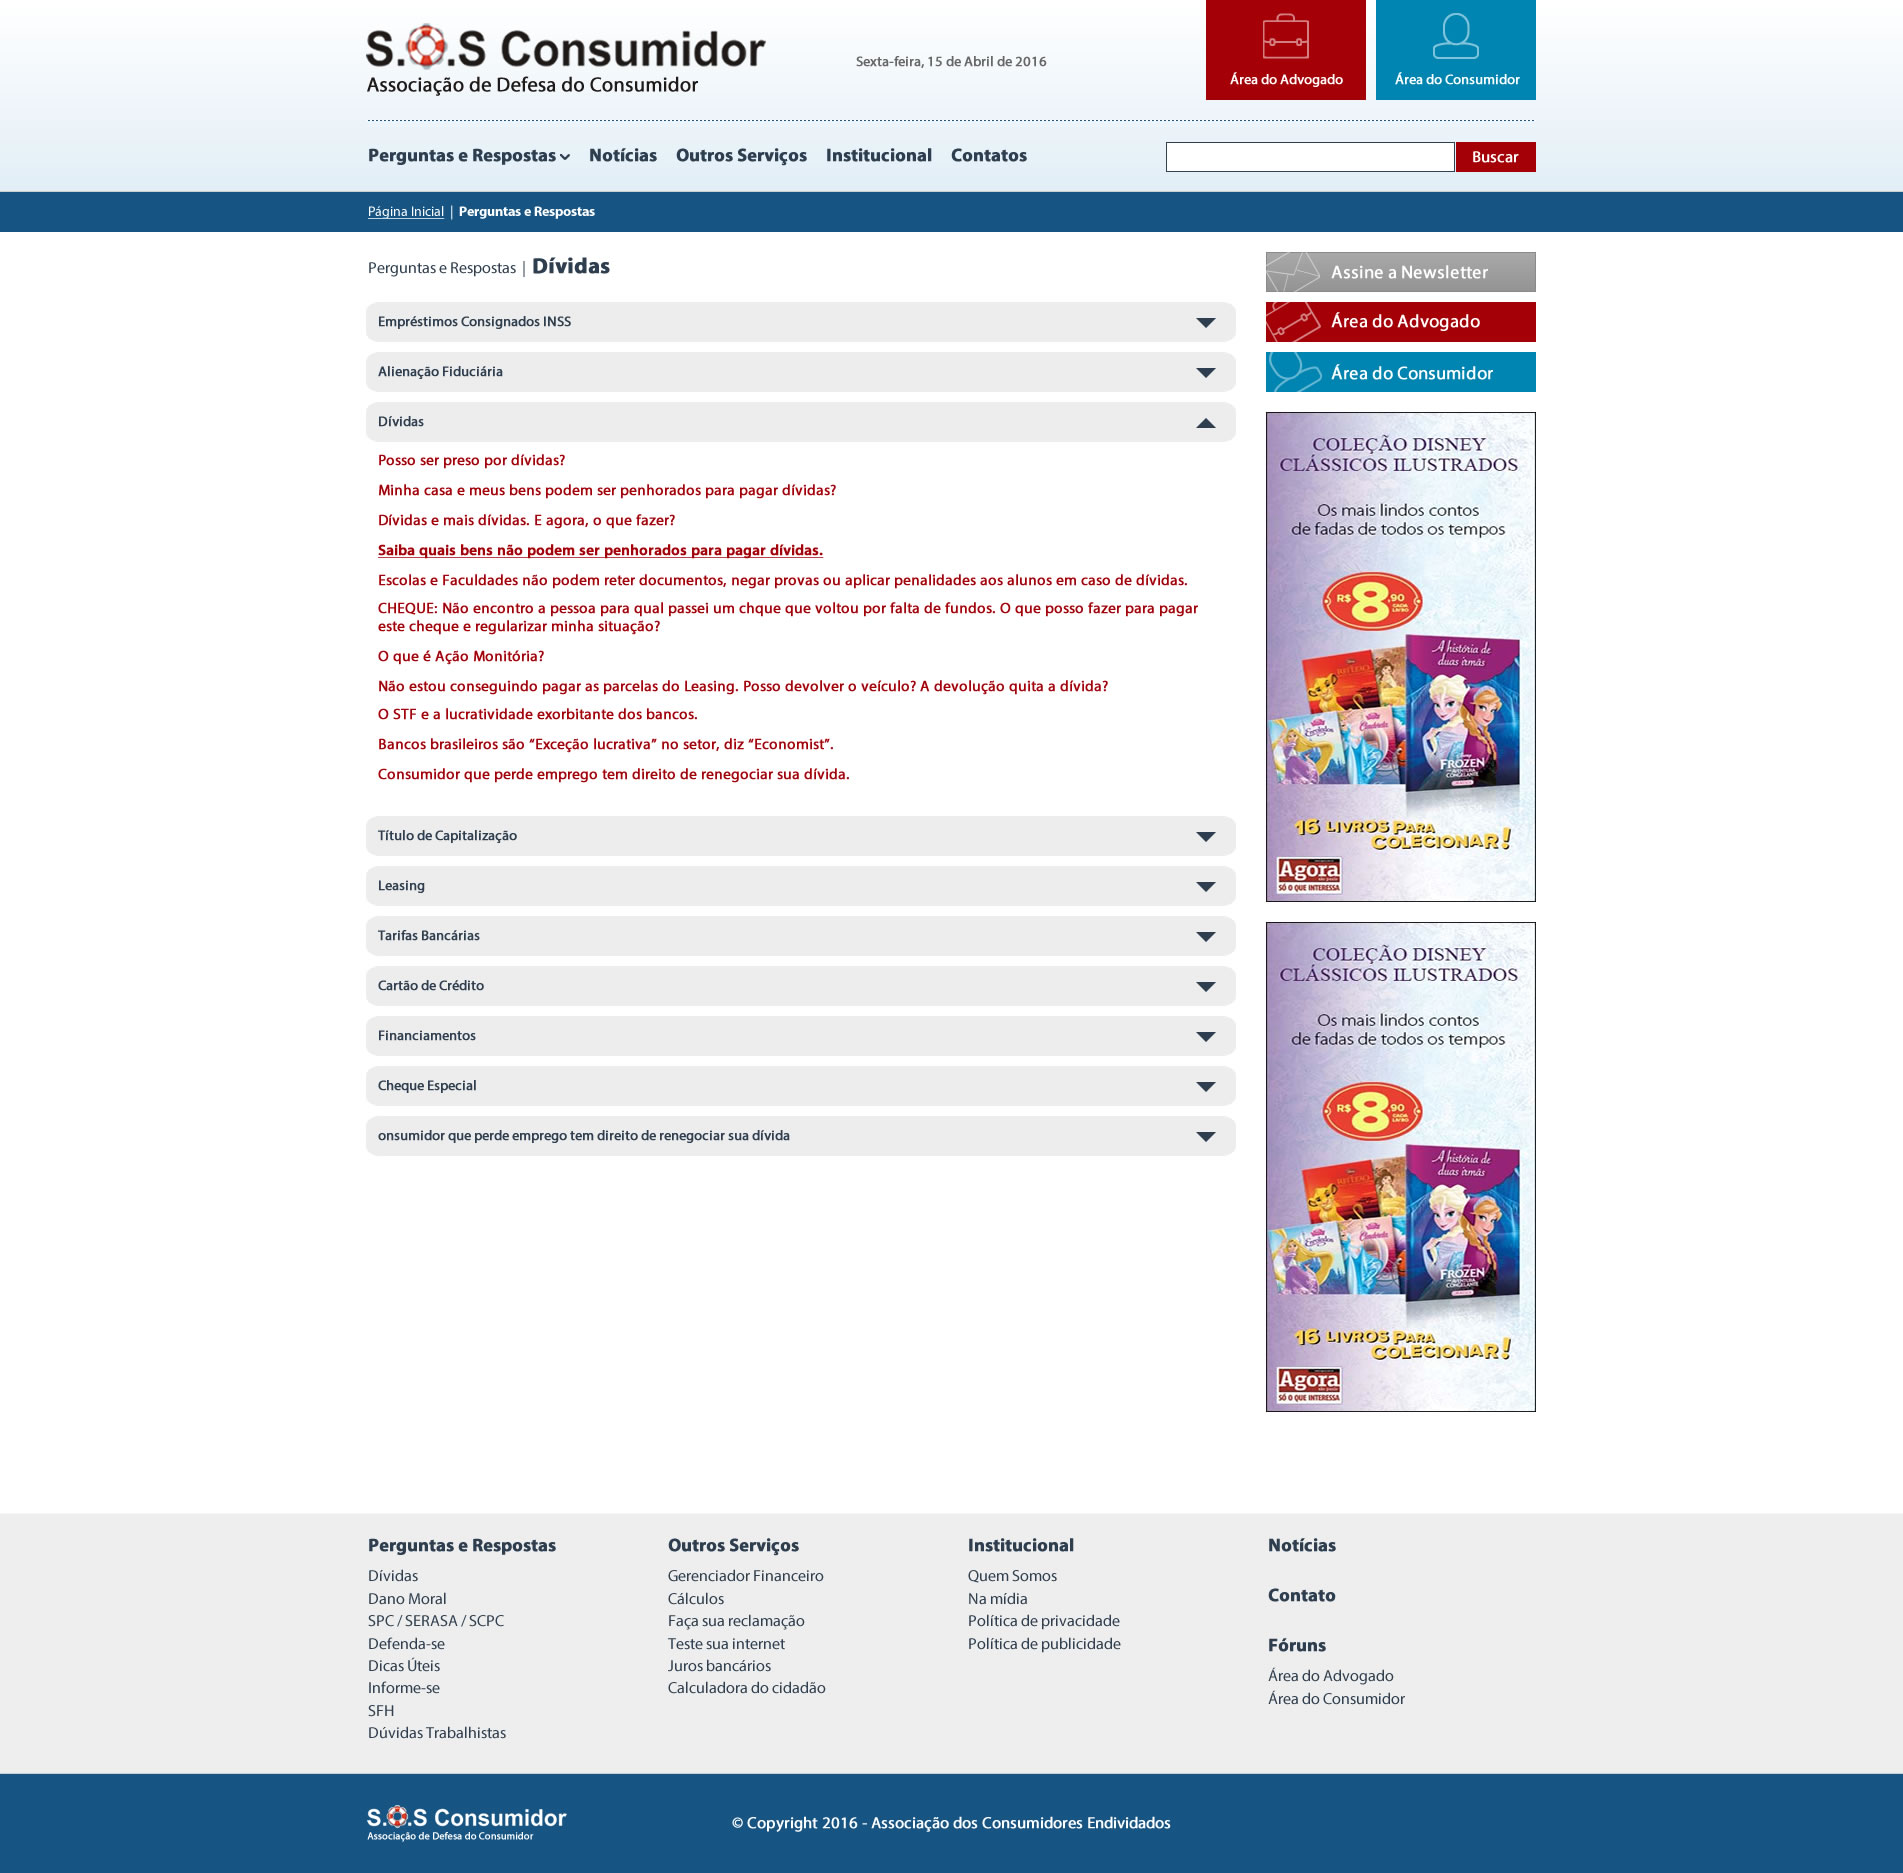 S.O.S Consumidor
Associação de Defesa do Consumidor
Sexta-feira, 15 de Abril de 2016
Área do Advogado
Área do Consumidor
Perguntas e Respostas
Notícias
Outros Serviços
Institucional
Contatos
Buscar
Página Inicial | Perguntas e Respostas
Perguntas e Respostas | Dívidas
Empréstimos Consignados INSS
Alienação Fiduciária
Dívidas
Posso ser preso por dívidas?
Minha casa e meus bens podem ser penhorados para pagar dívidas?
Dívidas e mais dívidas. E agora, o que fazer?
Saiba quais bens não podem ser penhorados para pagar dívidas.
Escolas e Faculdades não podem reter documentos, negar provas ou aplicar penalidades aos alunos em caso de dívidas.
CHEQUE: Não encontro a pessoa para qual passei um chque que voltou por falta de fundos. O que posso fazer para pagar
este cheque e regularizar minha situação?
O que é Ação Monitória?
Não estou conseguindo pagar as parcelas do Leasing. Posso devolver o veículo? A devolução quita a dívida?
O STF e a lucratividade exorbitante dos bancos.
Bancos brasileiros são “Exceção lucrativa” no setor, diz “Economist”.
Consumidor que perde emprego tem direito de renegociar sua dívida.
Título de Capitalização
Leasing
Tarifas Bancárias
Cartão de Crédito
Financiamentos
Cheque Especial
onsumidor que perde emprego tem direito de renegociar sua dívida
Assine a Newsletter
Área do Advogado
Área do Consumidor
COLEÇÃO DISNEY
CLÁSSICOS ILUSTRADOS
Os mais lindos contos
de fadas de todos os tempos
R$8,90
CADA
LIVRO
A história de
duas irmãs
O REI LEÃO
Enrolados
Cinderela
FROZEN
UMA AVENTURA
CONGELANTE
16 LIVROS PARA
COLECIONAR!
Agora
SÓ O QUE INTERESSA
COLEÇÃO DISNEY
CLÁSSICOS ILUSTRADOS
Os mais lindos contos
de fadas de todos os tempos
R$8,90
CADA
LIVRO
A história de
duas irmãs
O REI LEÃO
Enrolados
Cinderela
FROZEN
UMA AVENTURA
CONGELANTE
16 LIVROS PARA
COLECIONAR!
Agora
SÓ O QUE INTERESSA
Perguntas e Respostas
Dívidas
Dano Moral
SPC / SERASA / SCPC
Defenda-se
Dicas Úteis
Informe-se
SFH
Dúvidas Trabalhistas
Outros Serviços
Gerenciador Financeiro
Cálculos
Faça sua reclamação
Teste sua internet
Juros bancários
Calculadora do cidadão
Institucional
Quem Somos
Na mídia
Política de privacidade
Política de publicidade
Notícias
Contato
Fóruns
Área do Advogado
Área do Consumidor
S.O.S Consumidor
Associação de Defesa do Consumidor
© Copyright 2016 - Associação dos Consumidores Endividados